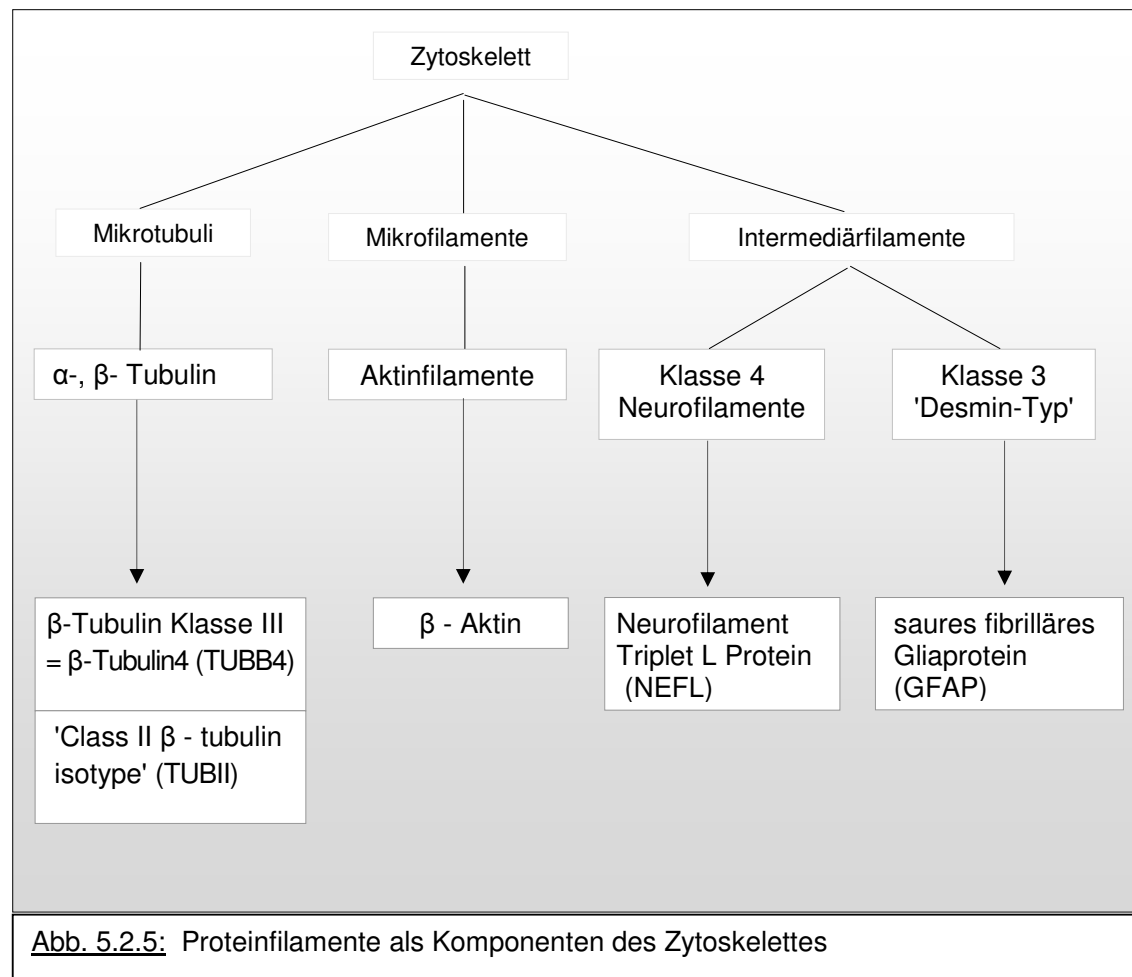 Zytoskelett
Mikrotubuli
Mikrofilamente
Intermediärfilamente
α-, β- Tubulin
Aktinfilamente
Klasse 4
Neurofilamente
Klasse 3
'Desmin-Typ'
β-Tubulin Klasse III
= β-Tubulin4 (TUBB4)
'Class II β - tubulin
isotype' (TUBII)
β - Aktin
Neurofilament
Triplet L Protein
(NEFL)
saures fibrilläres
Gliaprotein
(GFAP)
Abb. 5.2.5: Proteinfilamente als Komponenten des Zytoskelettes